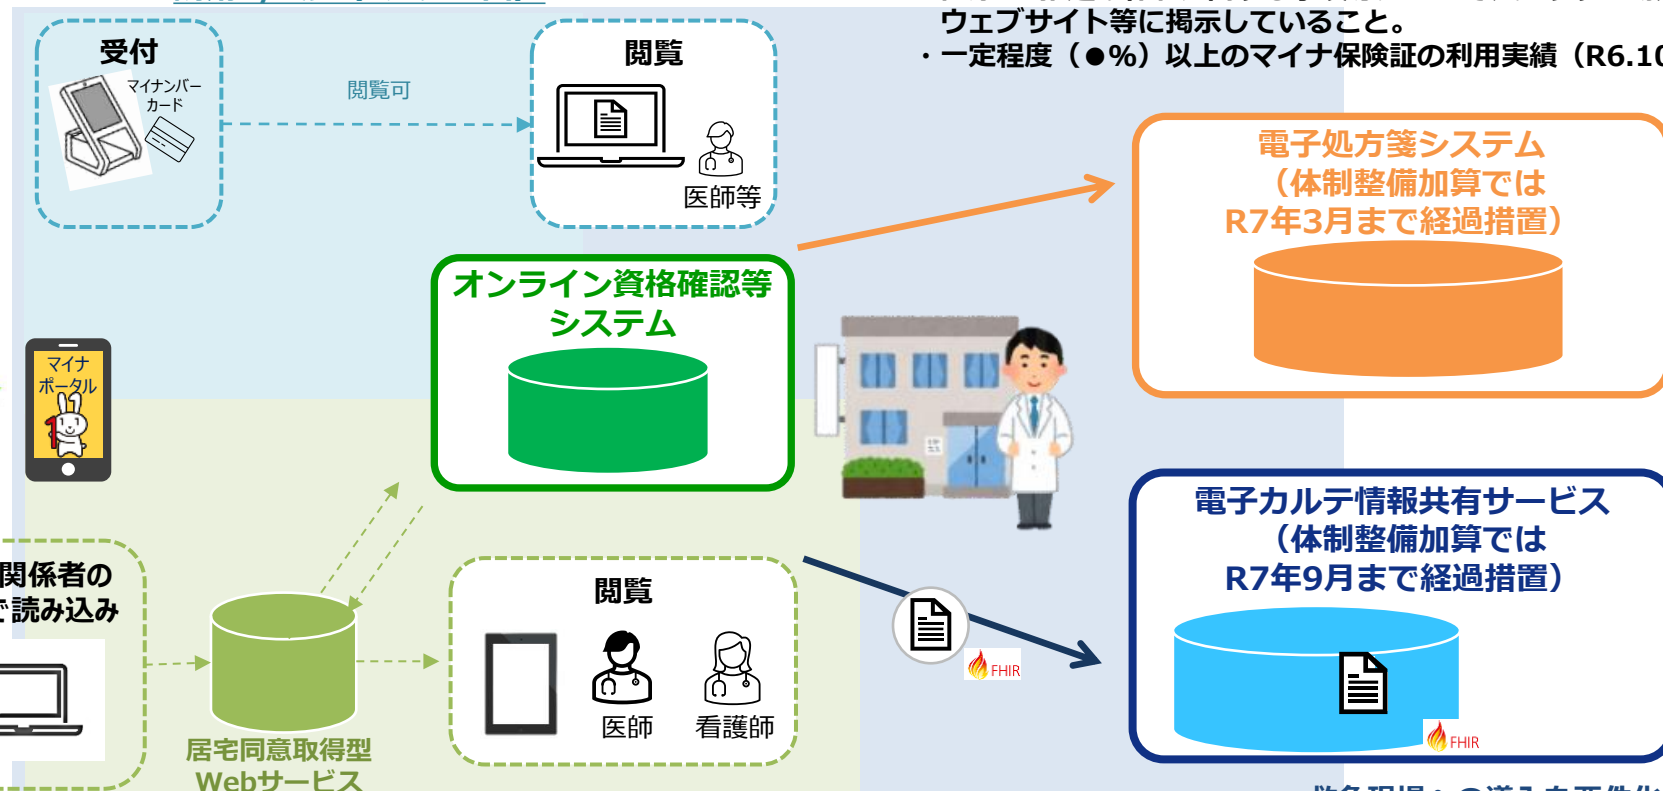 ウェブサイト等に掲示していること。
・一定程度（●%）以上のマイナ保険証の利用実績（R6.10
受付
マイナンバー
カード
閲覧可
閲覧
医師等
電子処方箋システム
（体制整備加算では
R7年3月まで経過措置）
オンライン資格確認等
システム
マイナ
ポータル
1
電子カルテ情報共有サービス
（体制整備加算では
R7年9月まで経過措置）
FHIR
FHIR
関係者の
で読み込み
居宅同意取得型
Webサービス
閲覧
医師
看護師